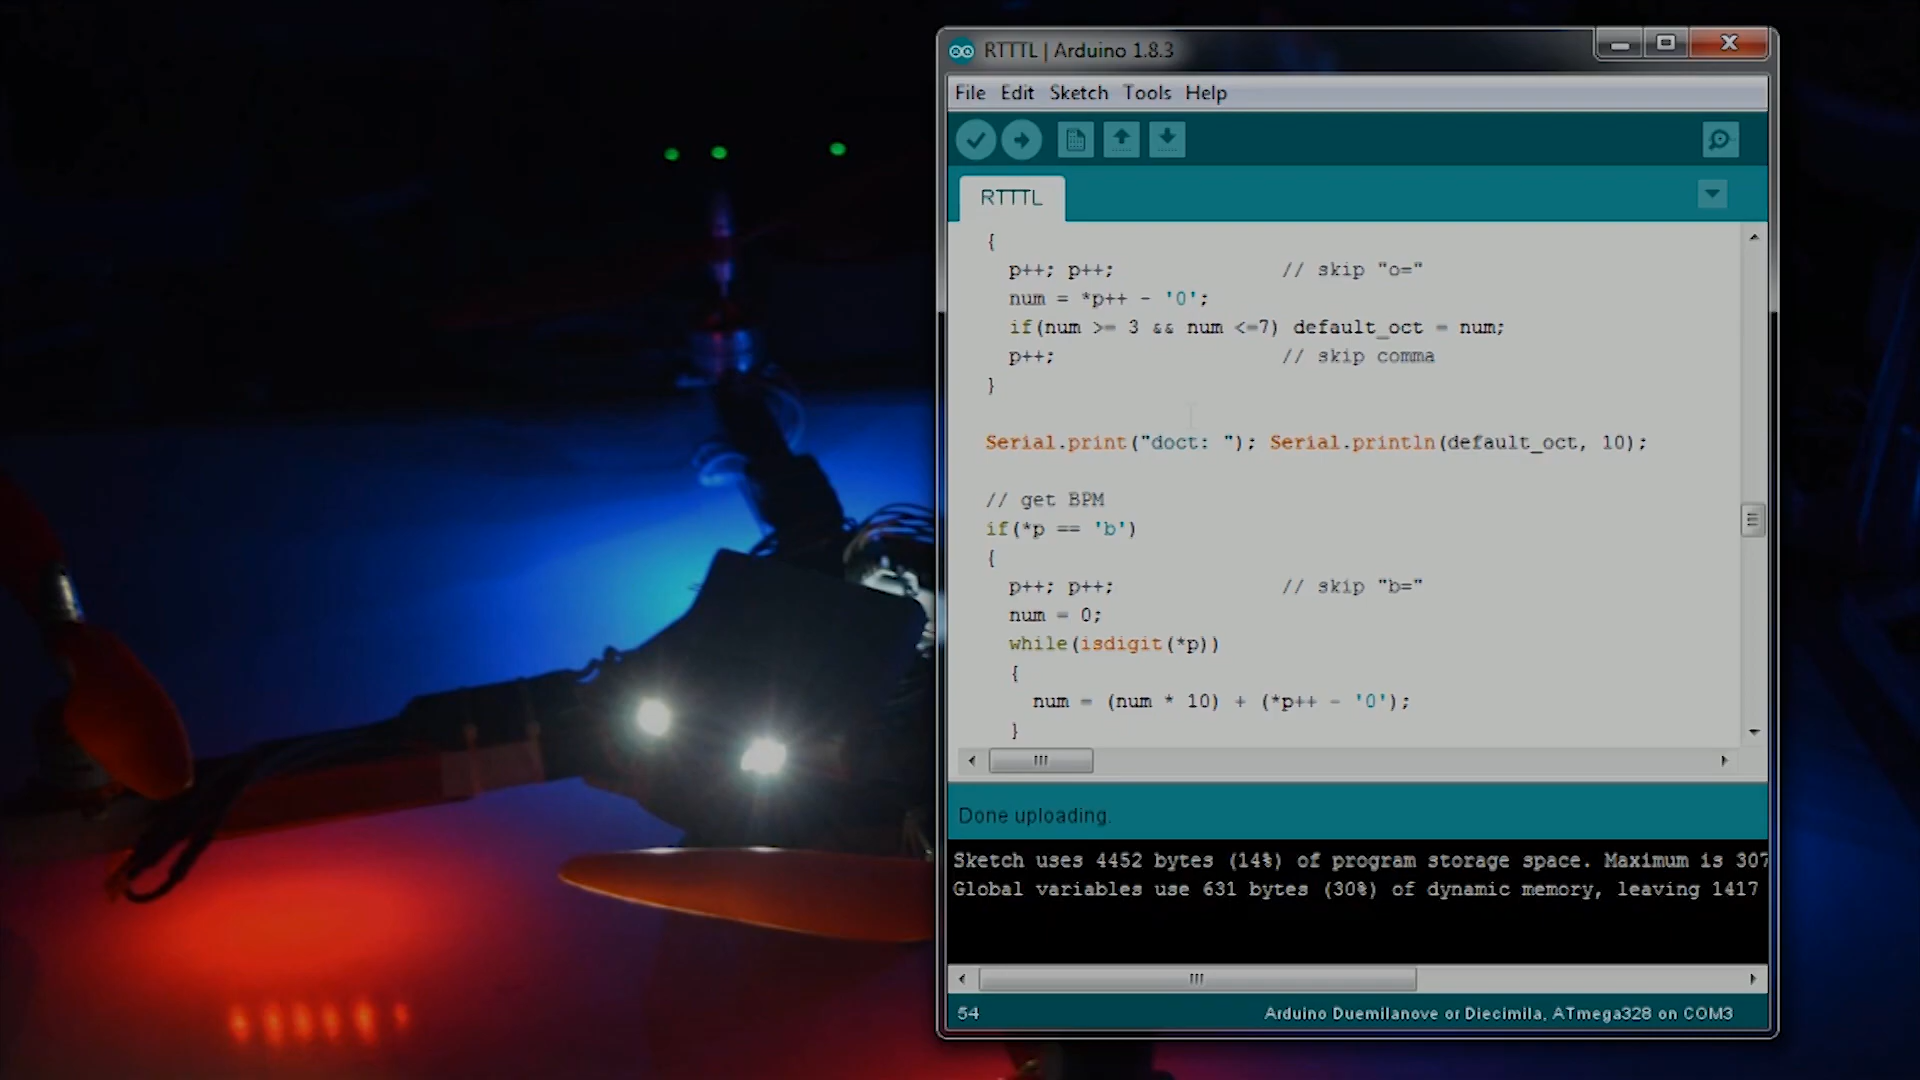 RTTTL | Arduino 1.8.3
File Edit Sketch Tools Help
RTTTL
{
p++; p++; // skip "o="
num = *p++ - '0';
if(num >= 3 && num <=7) default_oct = num;
p++; // skip comma
}
Serial.print("doct: "); Serial.println(default_oct, 10);
// get BPM
if(*p == 'b')
{
p++; p++; // skip "b="
num = 0;
while(isdigit(*p))
{
num = (num * 10) + (*p++ - '0');
}
Done uploading.
Sketch uses 4452 bytes (14%) of program storage space. Maximum is 307
Global variables use 631 bytes (30%) of dynamic memory, leaving 1417
54
Arduino Duemilanove or Diecimila, ATmega328 on COM3